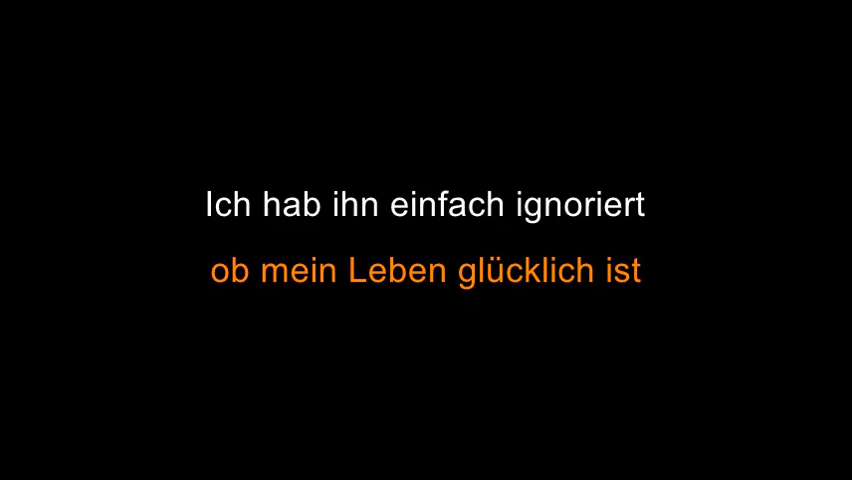 Ich hab ihn einfach ignoriert
ob mein Leben glücklich ist